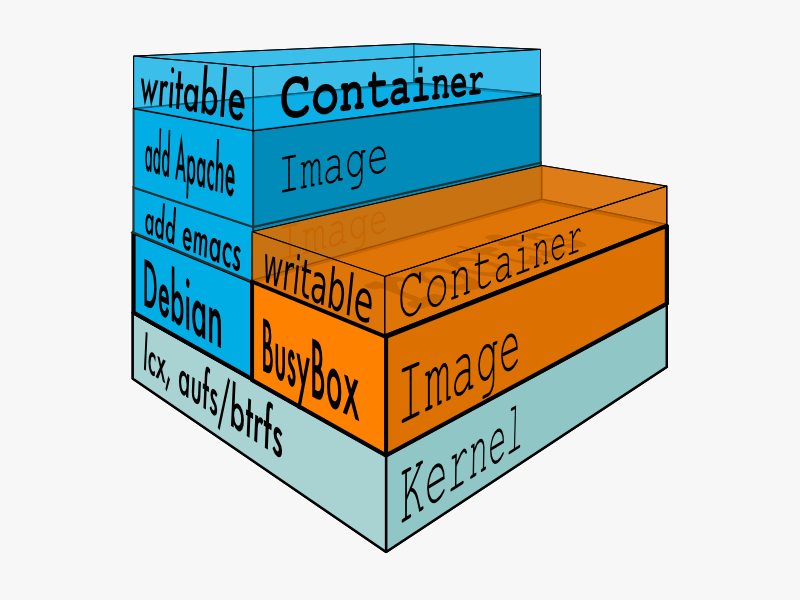 writable
Container
add Apache
Image
add emacs
Image
writable
Container
Debian
BusyBox
Image
lcx, aufs/btrfs
Kernel